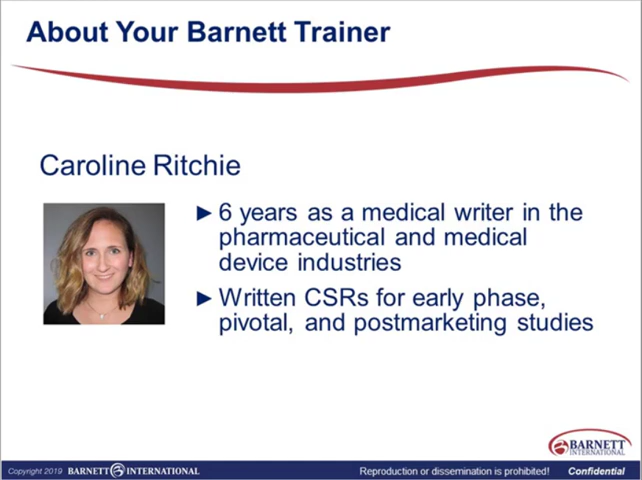 About Your Barnett Trainer
Caroline Ritchie
► 6 years as a medical writer in the
pharmaceutical and medical
device industries
► Written CSRs for early phase,
pivotal, and postmarketing studies
BARNETT
INTERNATIONAL
Copyright 2019 BARNETT INTERNATIONAL Reproduction or dissemination is prohibited! Confidential